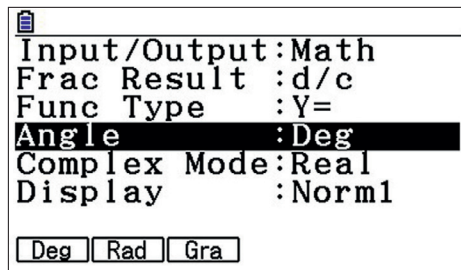 Input/Output:Math
Frac Result :d/c
Func Type :Y=
Angle :Deg
Complex Mode:Real
Display :Norm1
Deg Rad Gra